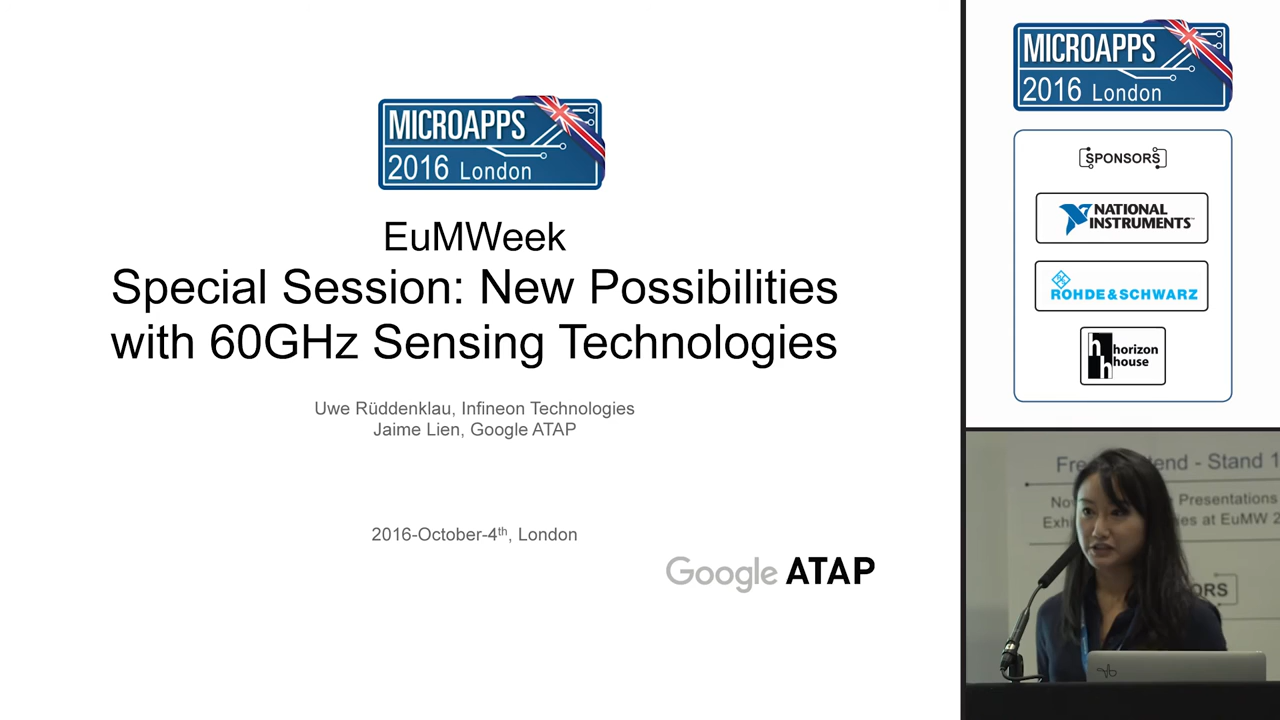 MICROAPPS
2016 London
EuMWeek
Special Session: New Possibilities
with 60GHz Sensing Technologies
Uwe Rüddenklau, Infineon Technologies
Jaime Lien, Google ATAP
2016-October-4th, London
Google ATAP
MICROAPPS
2016 London
SPONSORS
NATIONAL
INSTRUMENTS
ROHDE & SCHWARZ
h horizon
h house
Stand 1
Presentations
at EuMW 2